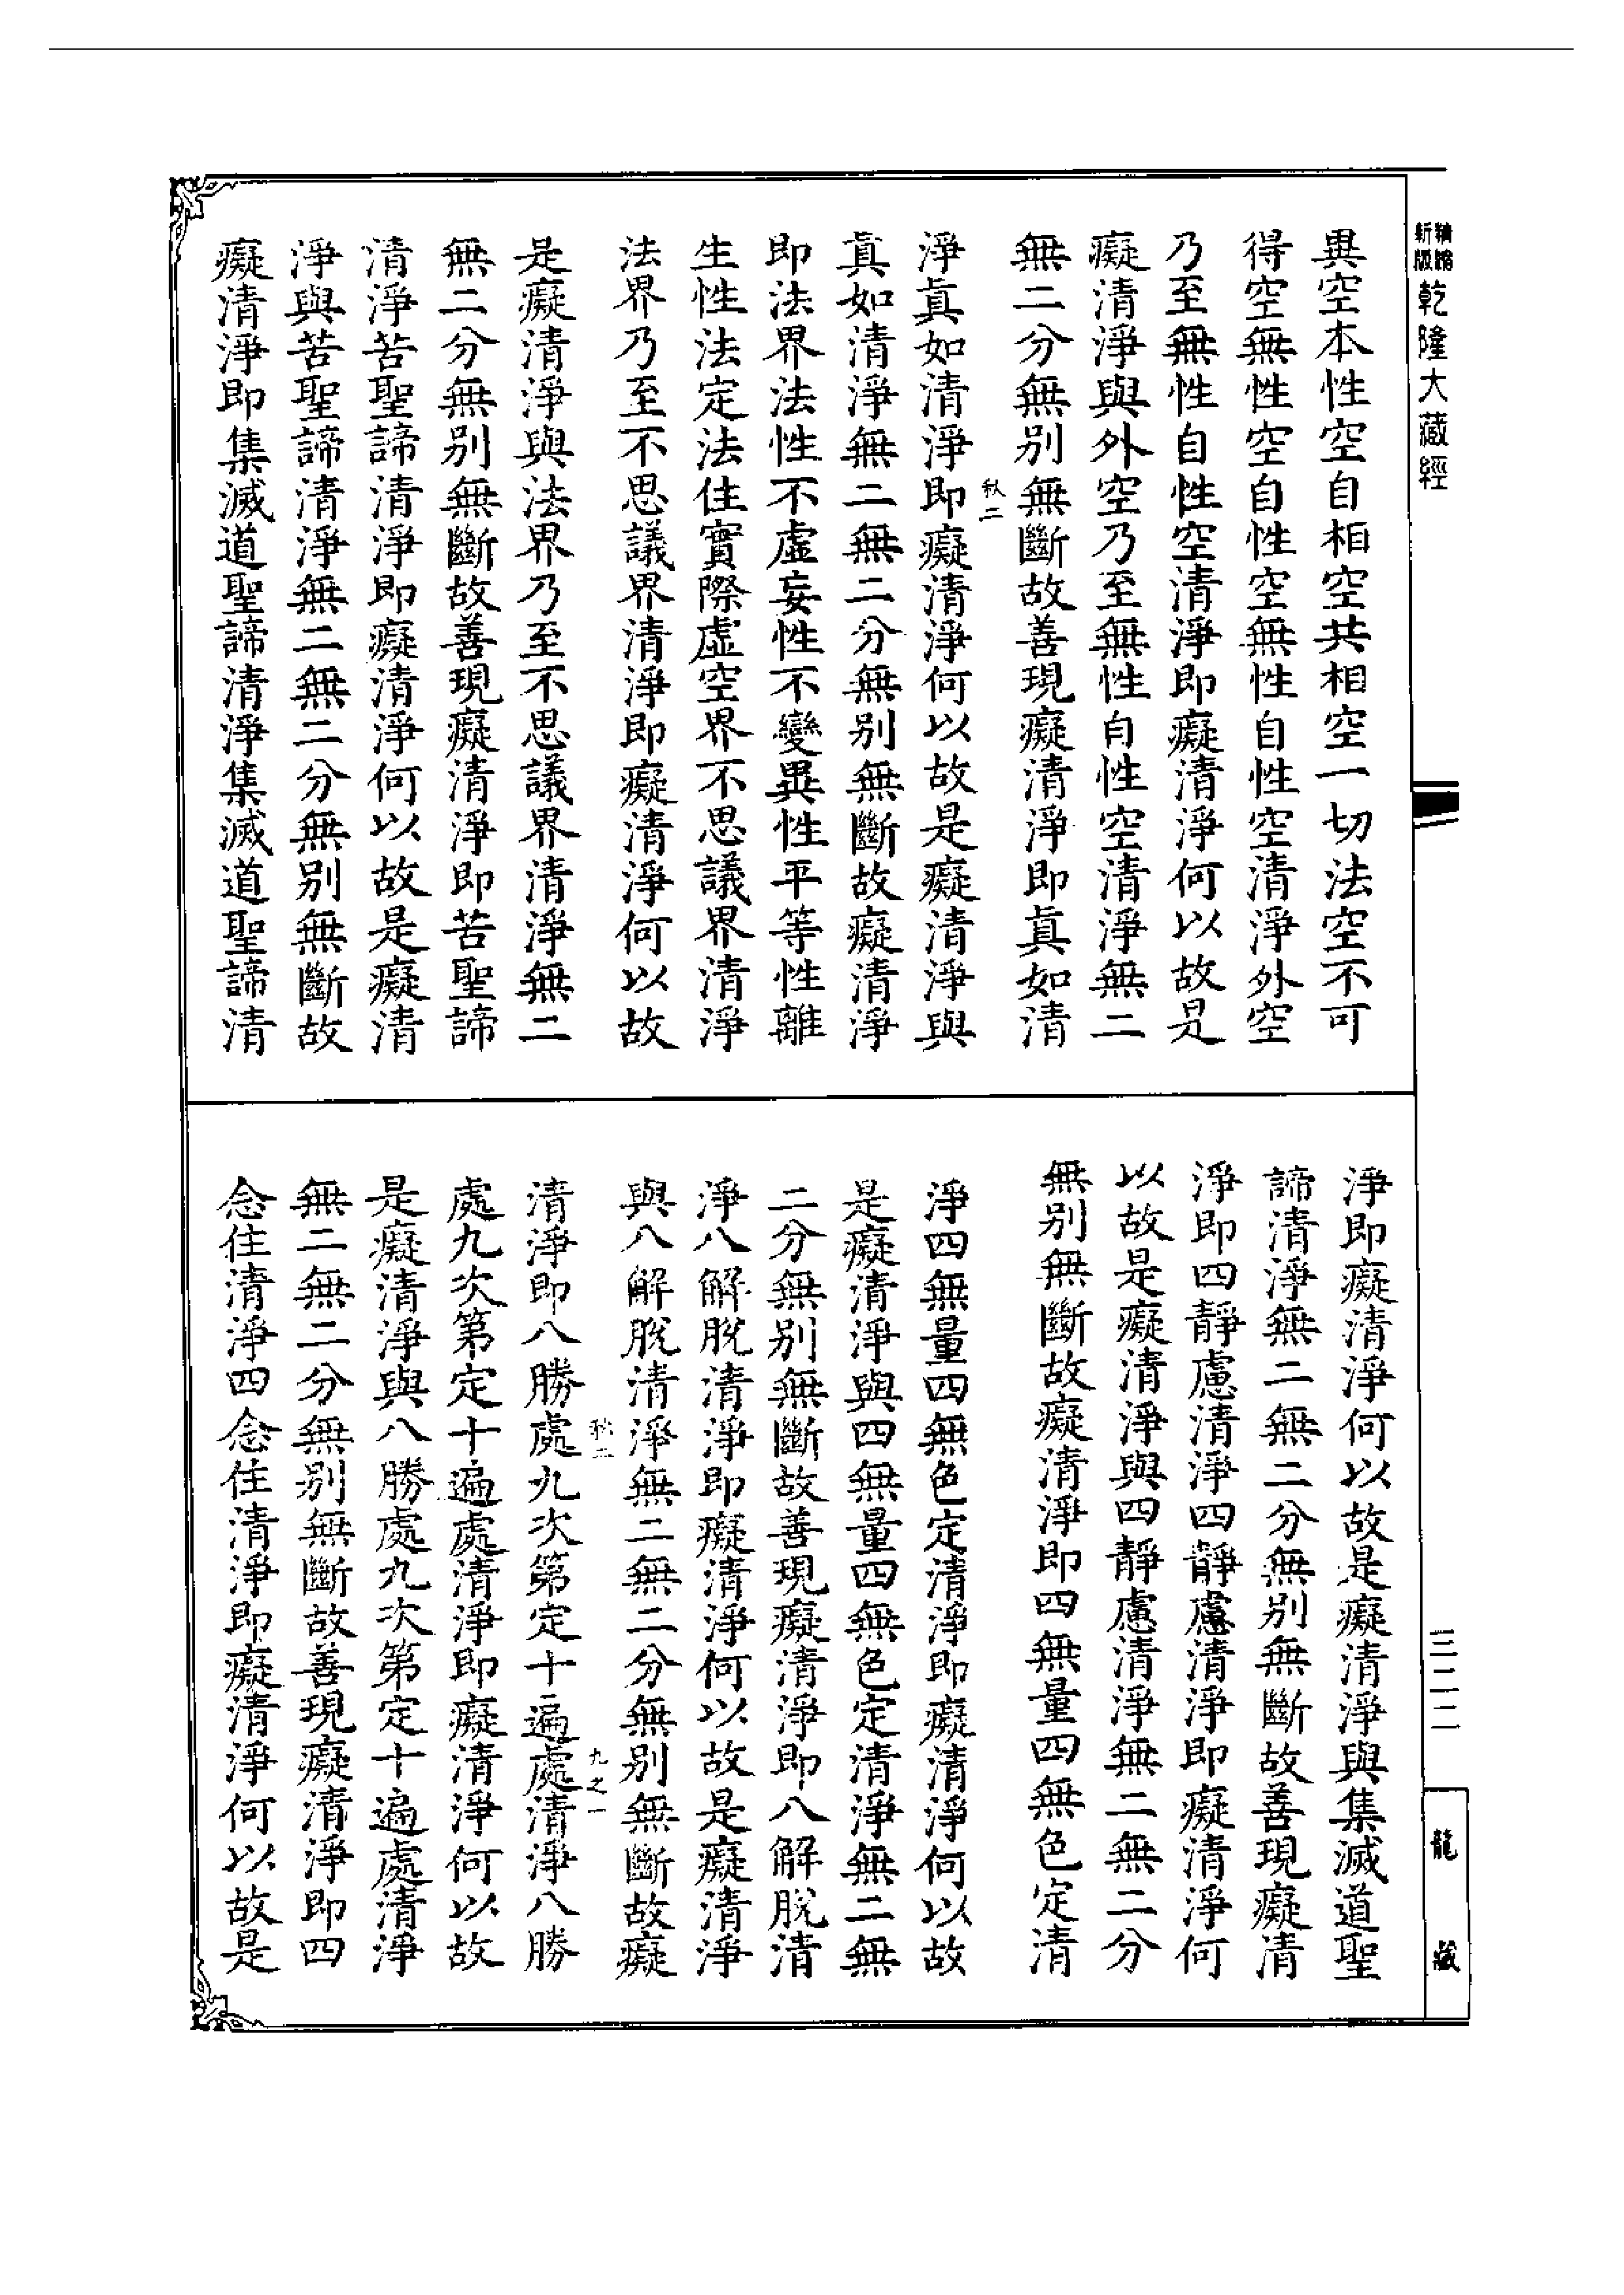 新版
精縮
乾隆大藏經
異空本性空自相空共相空一切法空不可
得空無性空自性空無性自性空清淨外空
乃至無性自性空清淨即癡清淨何以故是
癡清淨與外空乃至無性自性空清淨無二
無二分無别無斷故善現癡清淨即真如清
秋二
淨真如清淨即癡清淨何以故是癡清淨與
真如清淨無二無二分無别無斷故癡清淨
即法界法性不虛妄性不變異性平等性離
生性法定法住實際虛空界不思議界清淨
法界乃至不思議界清淨即癡清淨何以故
是癡清淨與法界乃至不思議界清淨無二
無二分無别無斷故善現癡清淨即苦聖諦
清淨苦聖諦清淨即癡清淨何以故是癡清
淨與苦聖諦清淨無二無二分無别無斷故
癡清淨即集滅道聖諦清淨集滅道聖諦清
淨即癡清淨何以故是癡清淨與集滅道聖
諦清淨無二無二分無别無斷故善現癡清
淨即四靜慮清淨四靜慮清淨即癡清淨何
以故是癡清淨與四靜慮清淨無二無二分
無别無斷故癡清淨即四無量四無色定清
淨四無量四無色定清淨即癡清淨何以故
是癡清淨與四無量四無色定清淨無二無
二分無别無斷故善現癡清淨即八解脫清
淨八解脫清淨即癡清淨何以故是癡清淨
與八解脫清淨無二無二分無别無斷故癡
秋二
九之一
清淨即八勝處九次第定十遍處清淨八勝
處九次第定十遍處清淨即癡清淨何以故
是癡清淨與八勝處九次第定十遍處清淨
無二無二分無别無斷故善現癡清淨即四
念住清淨四念住清淨即癡清淨何以故是
三二二
龍藏